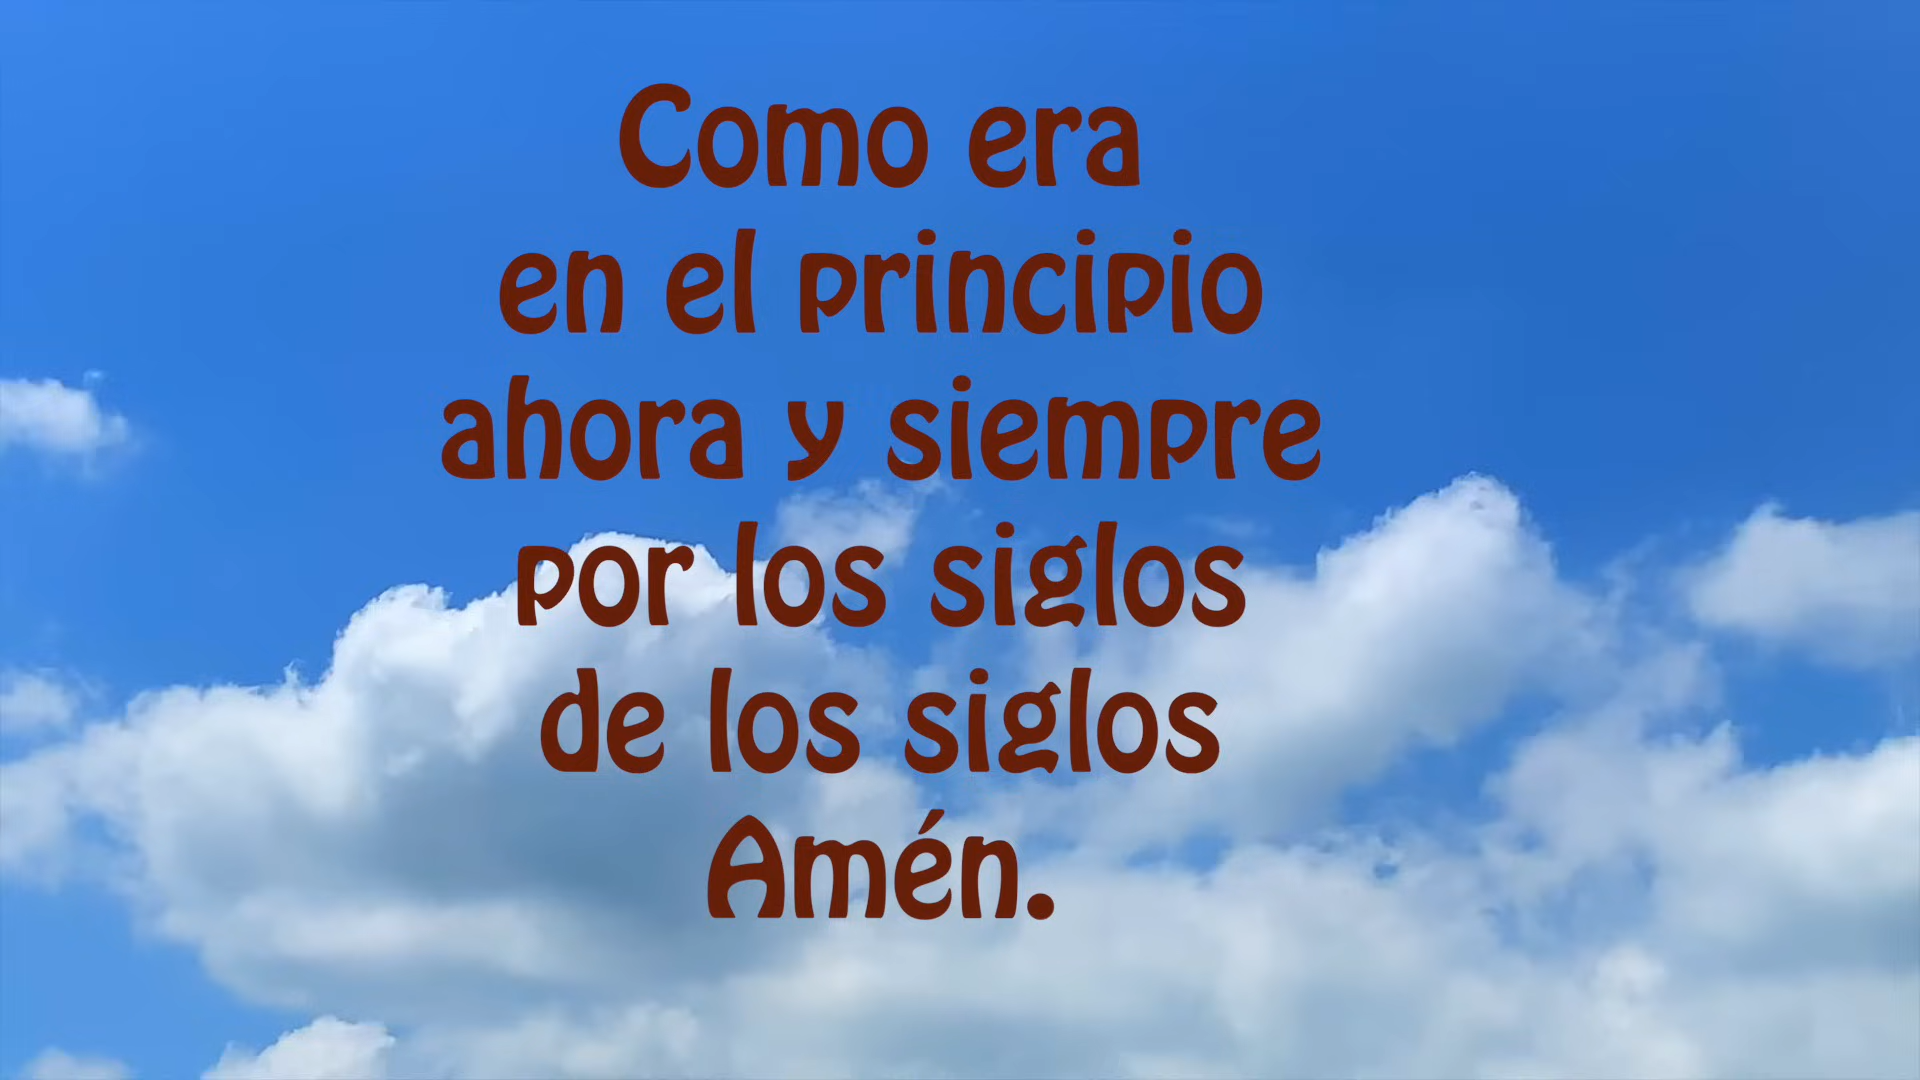 Como era
en el principio
ahora y siempre
por los siglos
de los siglos
Amén.